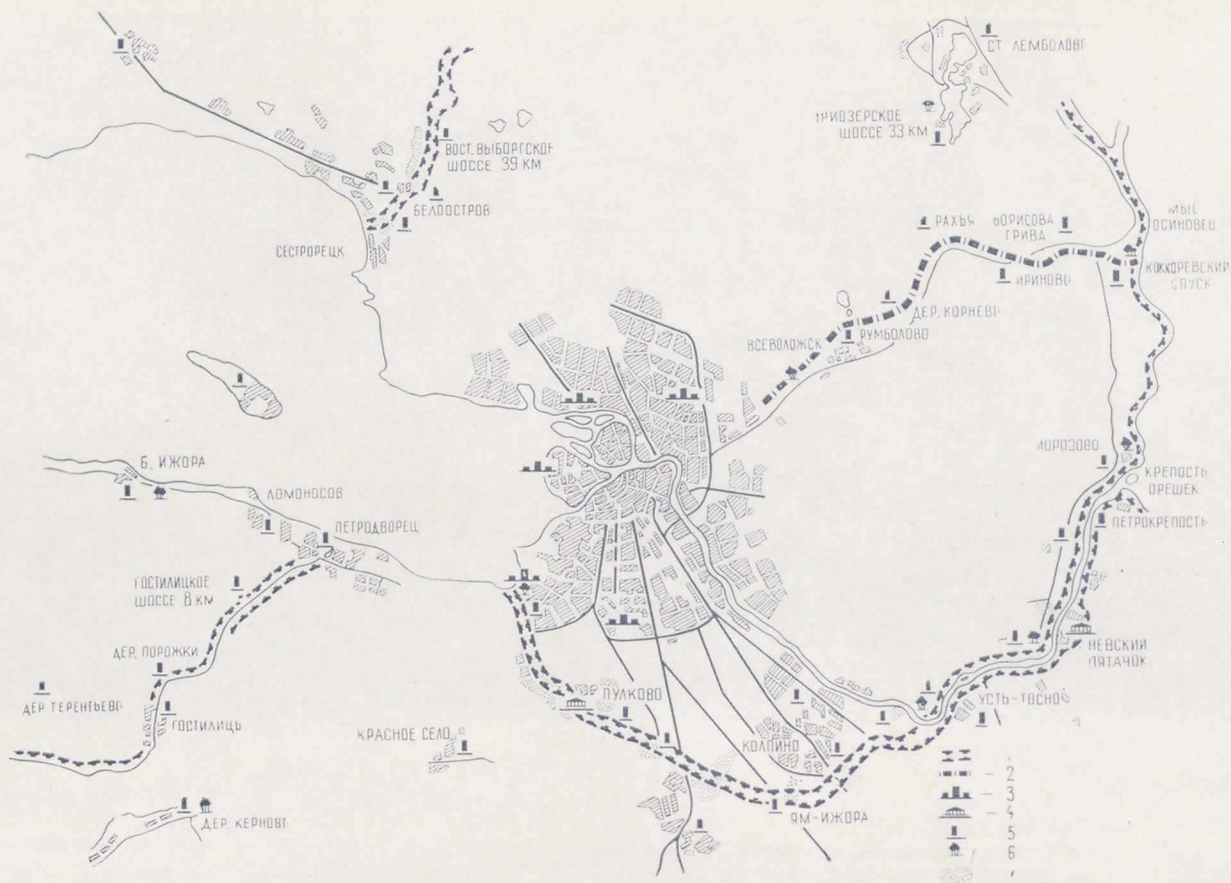 СТ. ЛЕМБОЛОВО
ПРИОЗЕРСКОЕ
ШОССЕ 33 КМ
ВОСТ. ВЫБОРГСКОЕ
ШОССЕ 39 КМ
БЕЛООСТРОВ
СЕСТРОРЕЦК
РАХЬЯ
БОРИСОВА
ГРИВА
МЫС
ОСИНОВЕЦ
ИРИНОВО
КОККОРЕВСКИЙ
СПУСК
ДЕР. КОРНЕВО
ВСЕВОЛОЖСК
РУМБОЛОВО
МОРОЗОВО
КРЕПОСТЬ
ОРЕШЕК
ПЕТРОКРЕПОСТЬ
Б. ИЖОРА
ЛОМОНОСОВ
ПЕТРОДВОРЕЦ
ГОСТИЛИЦКОЕ
ШОССЕ 8 КМ
ДЕР. ПОРОЖКИ
ДЕР. ТЕРЕНТЬЕВО
ГОСТИЛИЦЫ
КРАСНОЕ СЕЛО
ДЕР. КЕРНОВО
ПУЛКОВО
КОЛПИНО
ЯМ-ИЖОРА
НЕВСКИЙ
ПЯТАЧОК
УСТЬ-ТОСНО
- 2
- 3
- 4
5
6